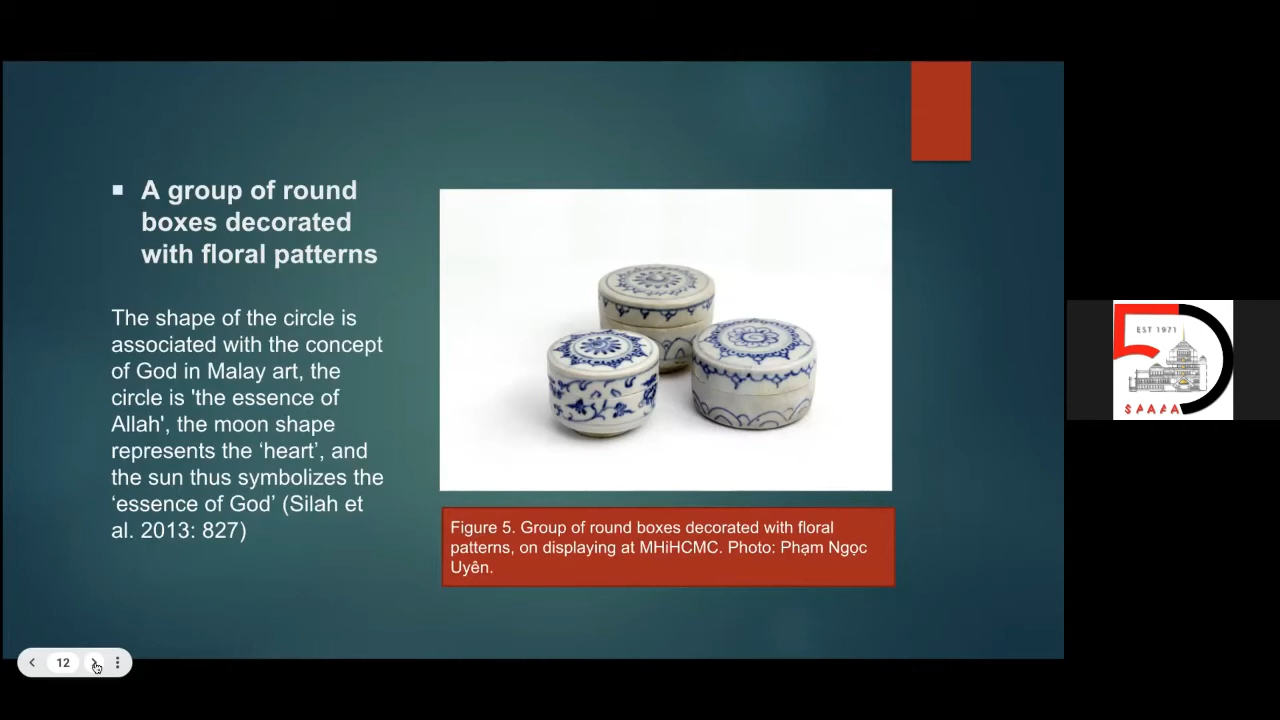 A group of round
boxes decorated
with floral patterns
The shape of the circle is
associated with the concept
of God in Malay art, the
circle is 'the essence of
Allah', the moon shape
represents the ‘heart’, and
the sun thus symbolizes the
‘essence of God’ (Silah et
al. 2013: 827)
Figure 5. Group of round boxes decorated with floral
patterns, on displaying at MHiHCMC. Photo: Phạm Ngọc
Uyên.
EST 1971
SPAFA
12